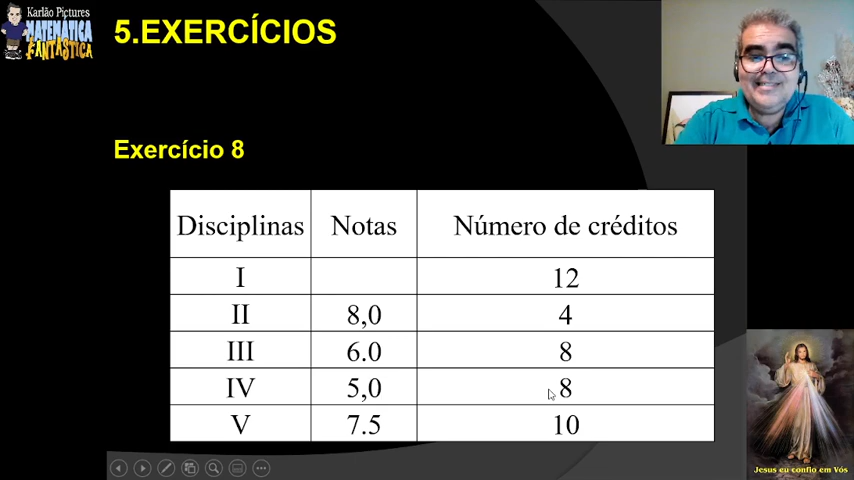 Karlão Pictures
MATEMÁTICA
FANTÁSTICA
5.EXERCÍCIOS
Exercício 8
Disciplinas Notas Número de créditos
I 12
II 8,0 4
III 6.0 8
IV 5,0 8
V 7.5 10
Jesus eu confio em Vós